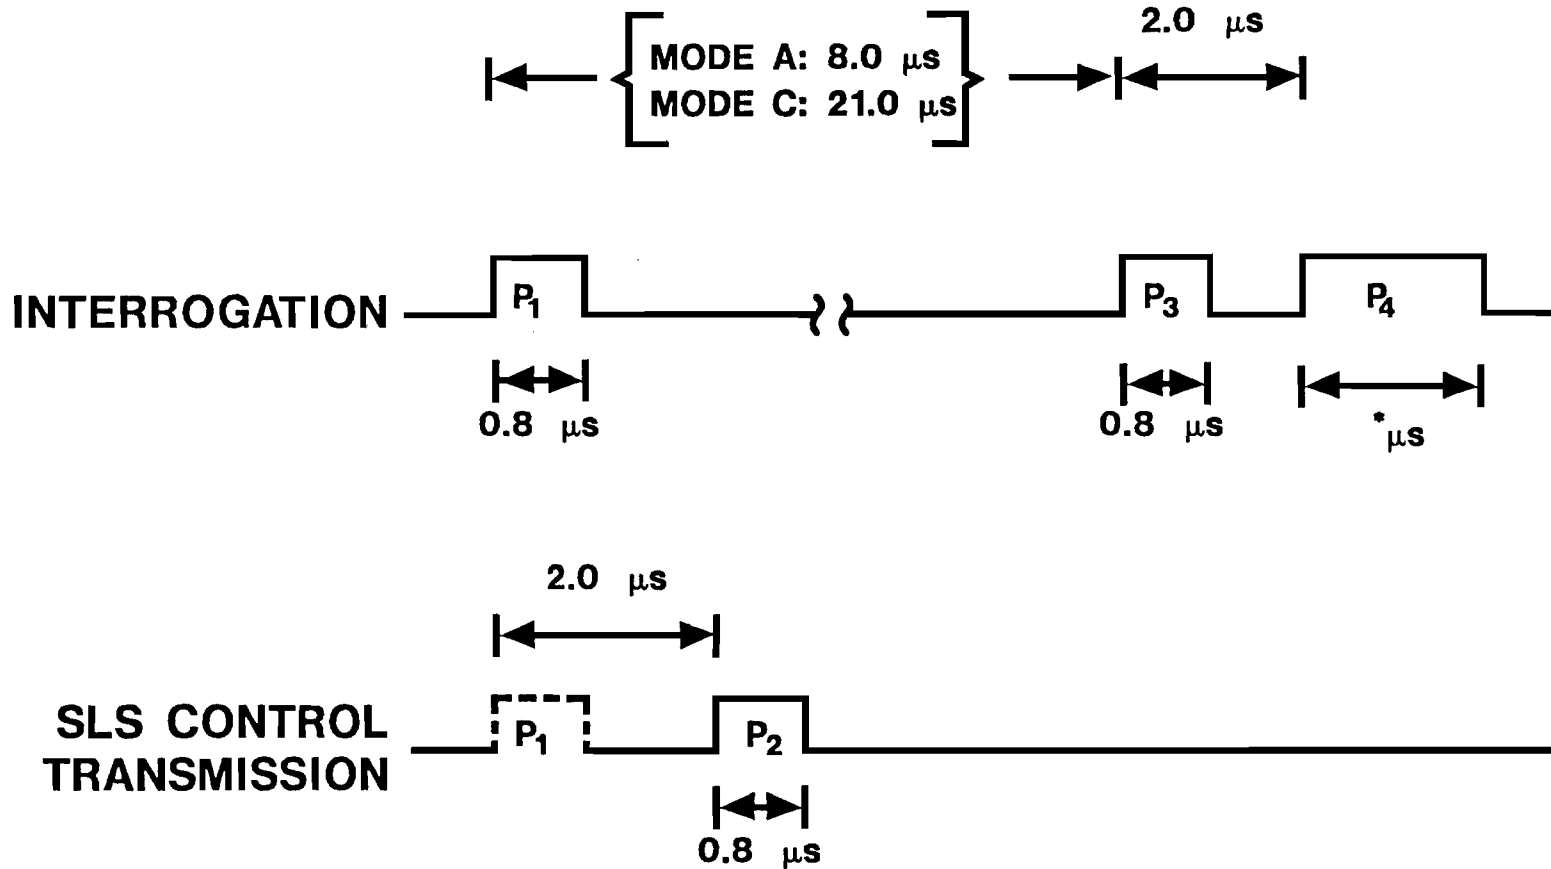 2.0 μs
MODE A: 8.0 μs
MODE C: 21.0 μs
INTERROGATION
P1
P3
P4
0.8 μs
0.8 μs
*μs
2.0 μs
SLS CONTROL
TRANSMISSION
P1
P2
0.8 μs